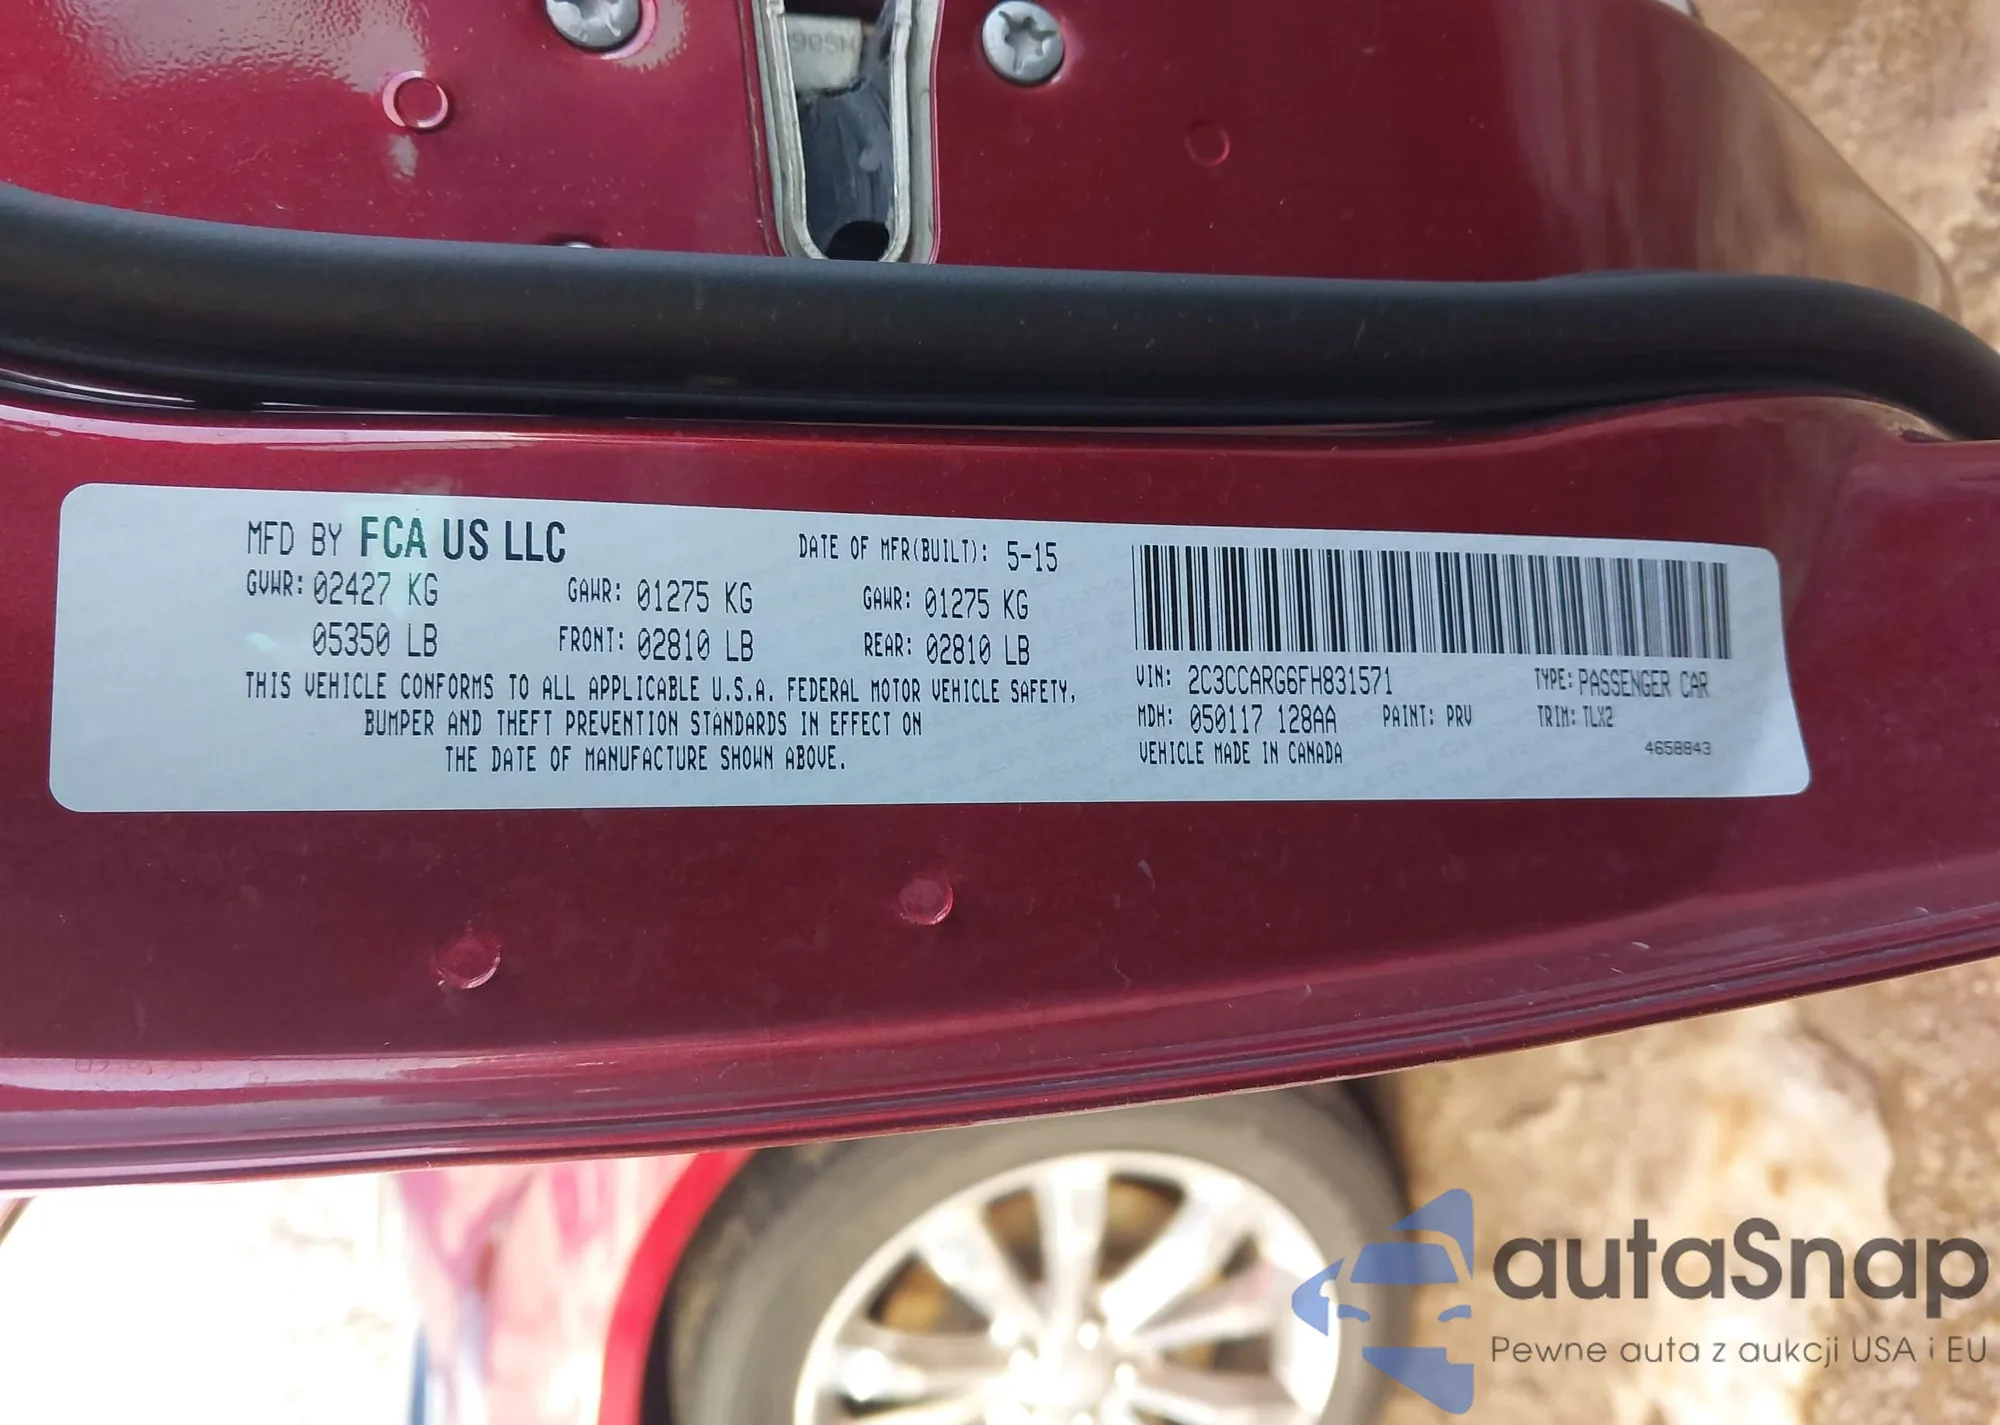 MFD BY FCA US LLC
DATE OF MFR(BUILT): 5-15
GVWR: 02427 KG
GAWR: 01275 KG
GAWR: 01275 KG
05350 LB
FRONT: 02810 LB
REAR: 02810 LB
THIS VEHICLE CONFORMS TO ALL APPLICABLE U.S.A. FEDERAL MOTOR VEHICLE SAFETY,
BUMPER AND THEFT PREVENTION STANDARDS IN EFFECT ON
THE DATE OF MANUFACTURE SHOWN ABOVE.
VIN: 2C3CCARG6FH831571
TYPE: PASSENGER CAR
MDH: 050117 128AA
PAINT: PRV
TRIM: TLX2
VEHICLE MADE IN CANADA
4658843
autaSnap
Pewne auta z aukcji USA i EU